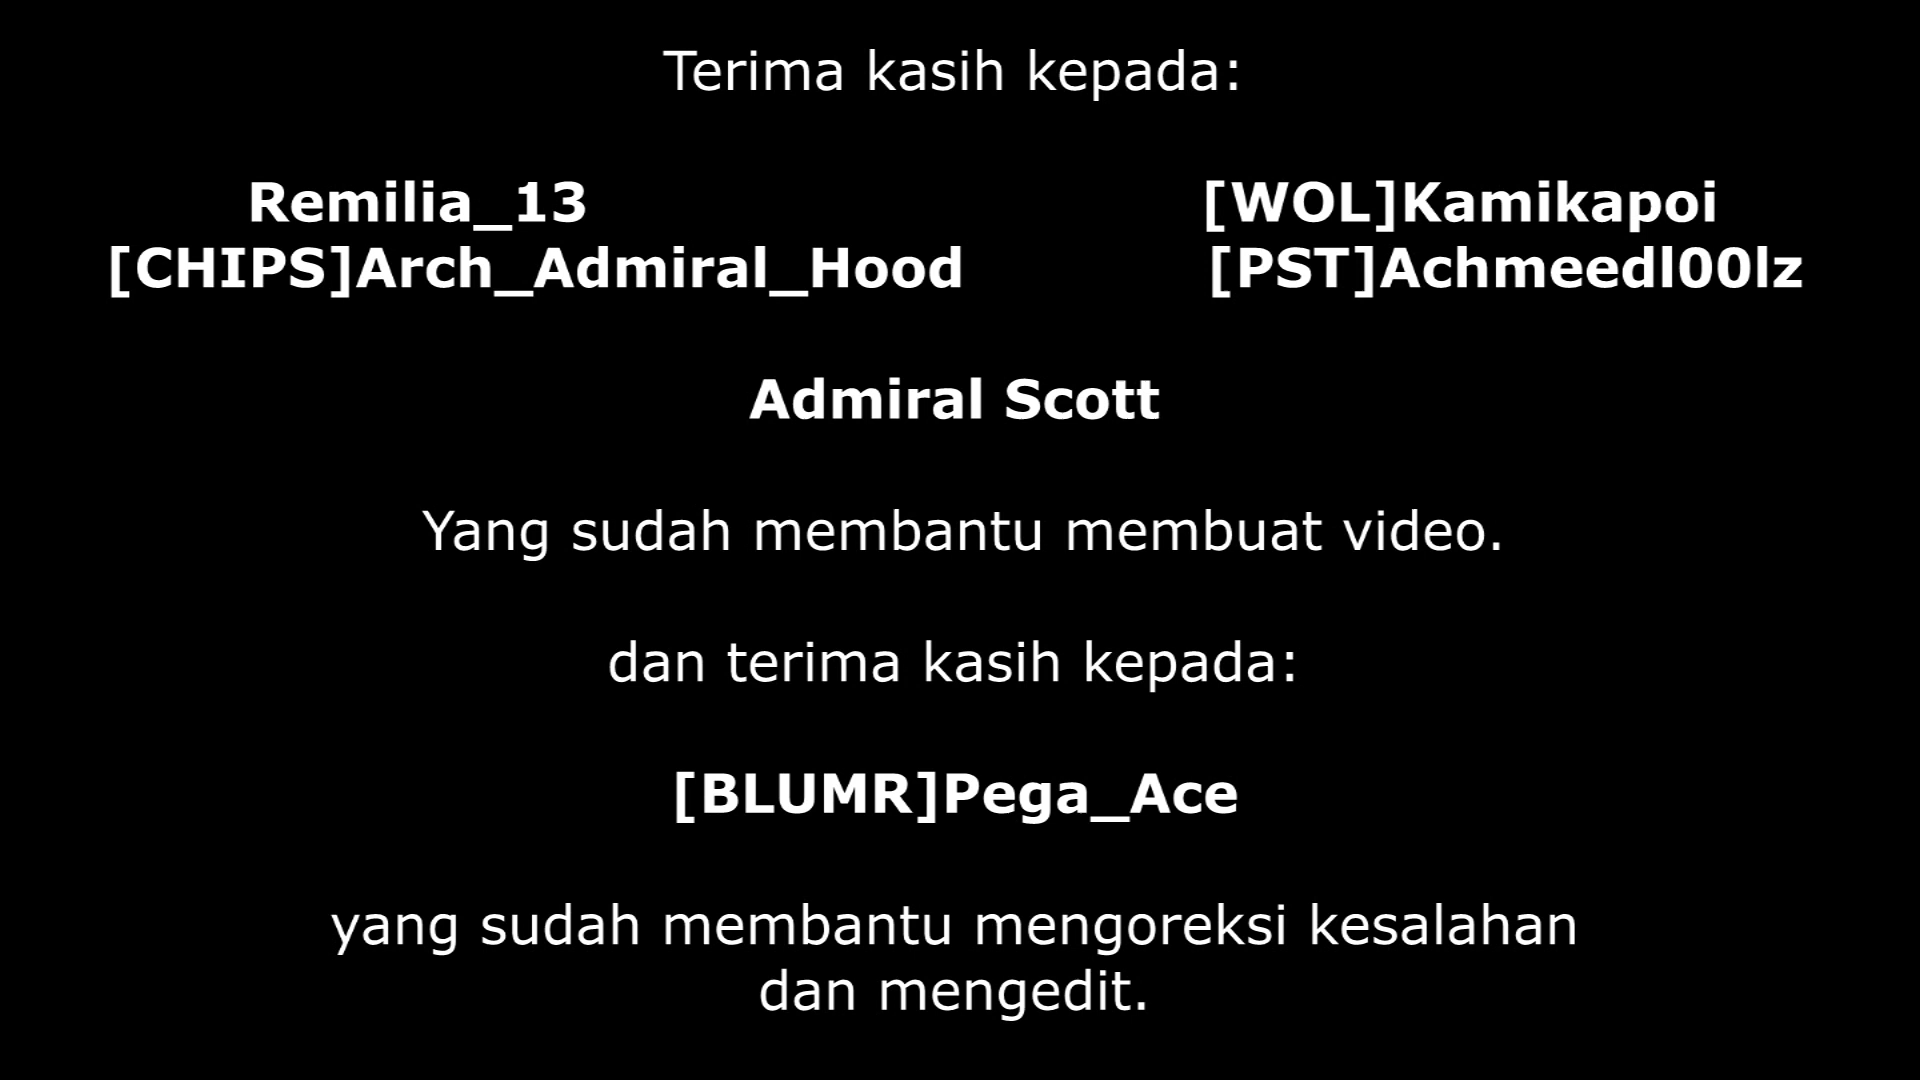 Terima kasih kepada:
Remilia_13 [WOL]Kamikapoi
[CHIPS]Arch_Admiral_Hood [PST]Achmeedl00lz
Admiral Scott
Yang sudah membantu membuat video.
dan terima kasih kepada:
[BLUMR]Pega_Ace
yang sudah membantu mengoreksi kesalahan
dan mengedit.